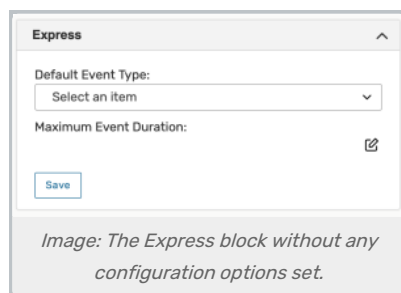 Express
Default Event Type:
Select an item
Maximum Event Duration:
Save
Image: The Express block without any
configuration options set.